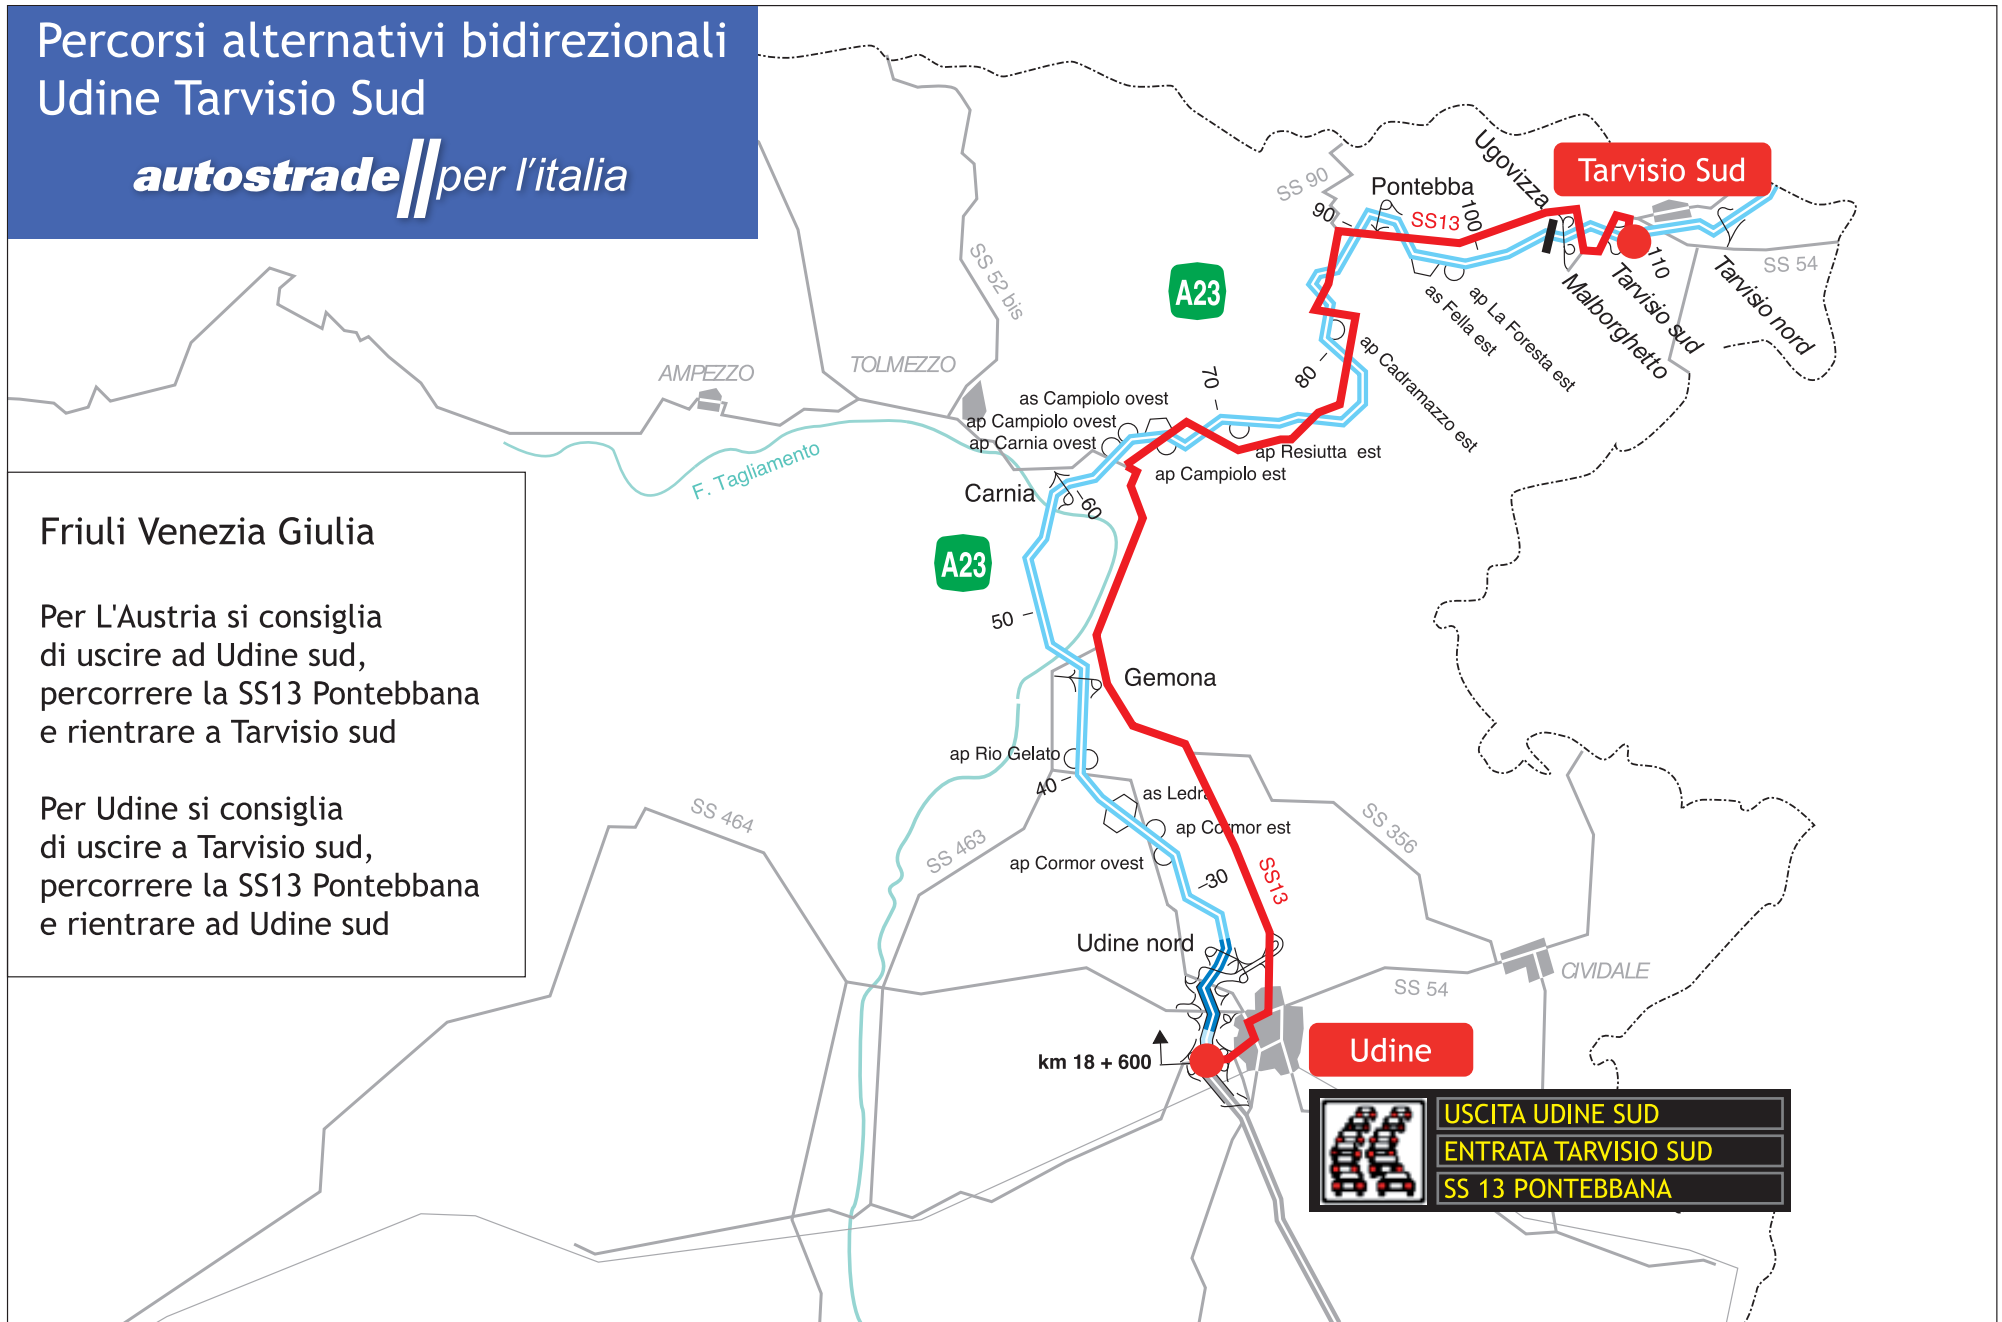 Percorsi alternativi bidirezionali
Udine Tarvisio Sud
autostrade per l'italia
Friuli Venezia Giulia
Per L'Austria si consiglia
di uscire ad Udine sud,
percorrere la SS13 Pontebbana
e rientrare a Tarvisio sud
Per Udine si consiglia
di uscire a Tarvisio sud,
percorrere la SS13 Pontebbana
e rientrare ad Udine sud
Ugovizza
Tarvisio Sud
SS 90
Pontebba
90
SS13
100
110
SS 54
Tarvisio nord
Tarvisio sud
Malborghetto
ap La Foresta est
as Fella est
SS 52 bis
A23
ap Cadramazzo est
80
70
AMPEZZO
TOLMEZZO
as Campiolo ovest
ap Campiolo ovest
ap Carnia ovest
ap Resiutta est
ap Campiolo est
F. Tagliamento
Carnia
60
A23
50
Gemona
ap Rio Gelato
40
as Ledra
ap Cormor est
ap Cormor ovest
30
SS 464
SS 463
SS 356
SS13
Udine nord
CIVIDALE
SS 54
km 18 + 600
Udine
USCITA UDINE SUD
ENTRATA TARVISIO SUD
SS 13 PONTEBBANA